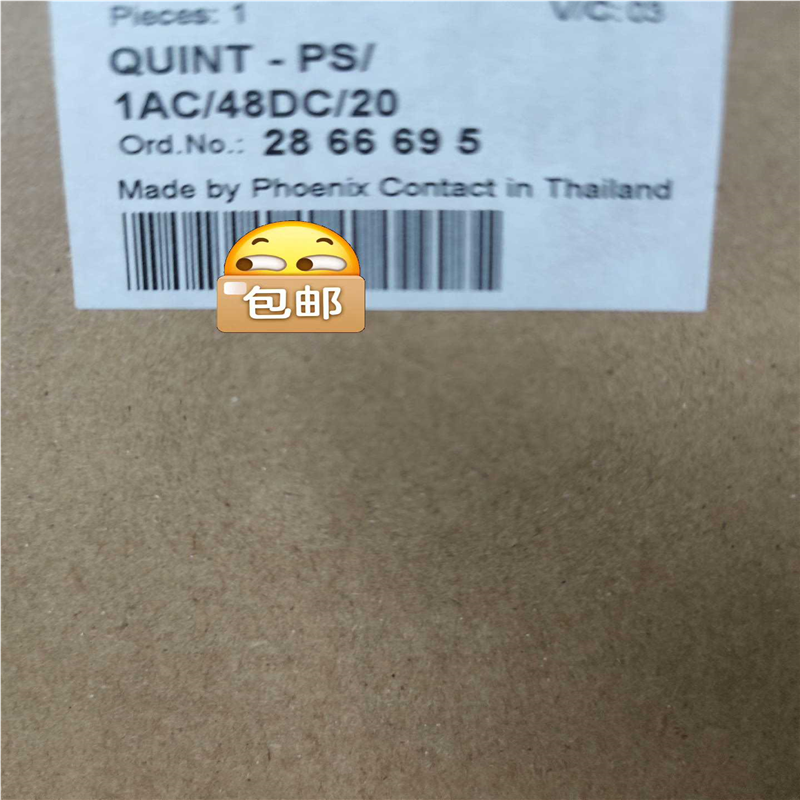 Pieces: 1
V/C: 03
QUINT - PS/
1AC/48DC/20
Ord.No.: 28 66 69 5
Made by Phoenix Contact in Thailand
包邮